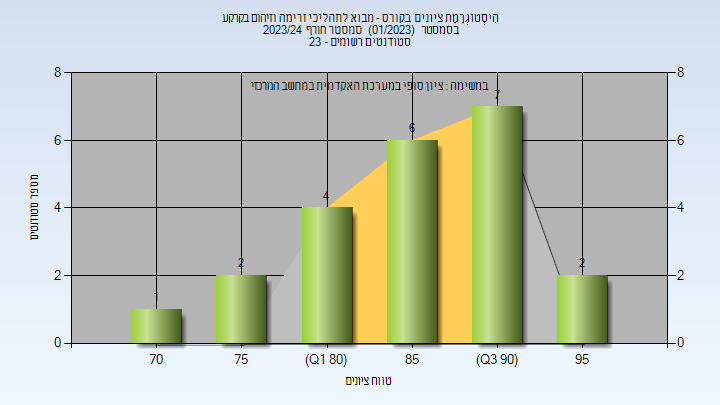 היסטוגרמת ציונים בקורס - מבוא לתהליכי זרימה וזיהום בקרקע
בסמסטר (01/2023) סמסטר חורף 2023/24
סטודנטים רשומים - 23
במשימה : ציון סופי במערכת האקדמית במחשב המרכזי
8 8
7
6 6 6
4 4 4
2 2 2 2
1
0 0
מספר סטודנטים
70 75 (Q1 80) 85 (Q3 90) 95
טווח ציונים